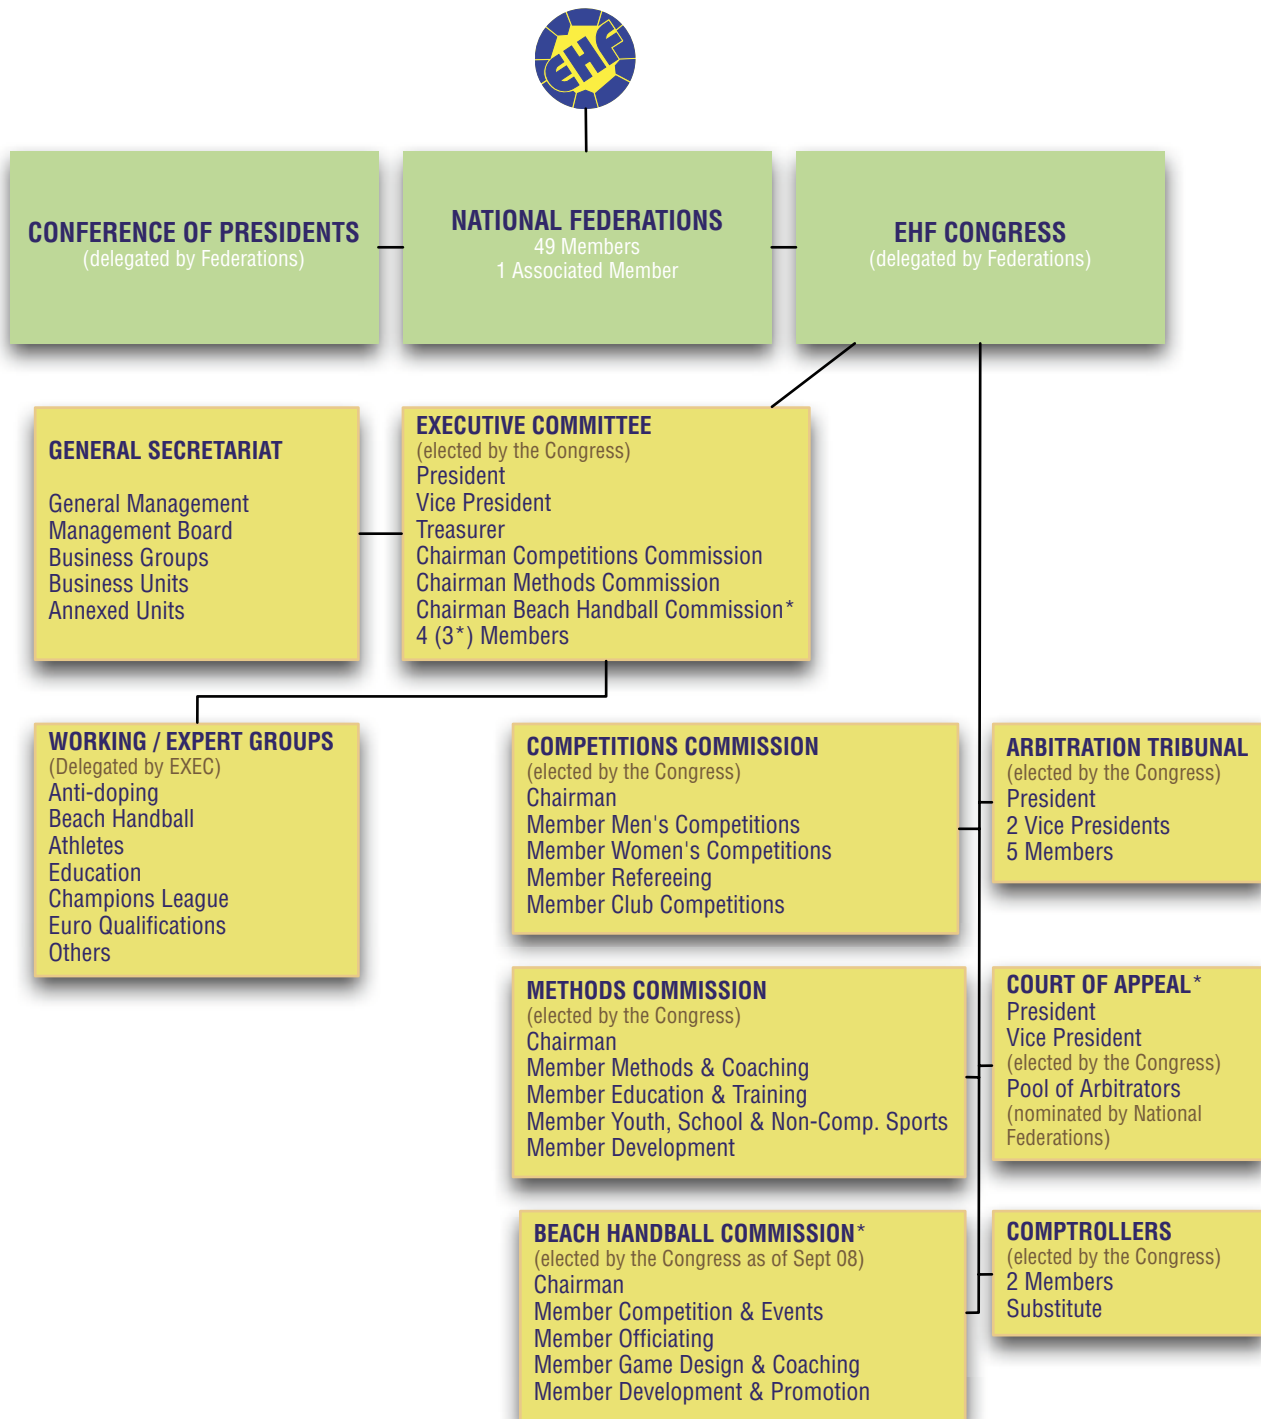 EHF
CONFERENCE OF PRESIDENTS
(delegated by Federations)
NATIONAL FEDERATIONS
49 Members
1 Associated Member
EHF CONGRESS
(delegated by Federations)
GENERAL SECRETARIAT
General Management
Management Board
Business Groups
Business Units
Annexed Units
EXECUTIVE COMMITTEE
(elected by the Congress)
President
Vice President
Treasurer
Chairman Competitions Commission
Chairman Methods Commission
Chairman Beach Handball Commission*
4 (3*) Members
WORKING / EXPERT GROUPS
(Delegated by EXEC)
Anti-doping
Beach Handball
Athletes
Education
Champions League
Euro Qualifications
Others
COMPETITIONS COMMISSION
(elected by the Congress)
Chairman
Member Men's Competitions
Member Women's Competitions
Member Refereeing
Member Club Competitions
ARBITRATION TRIBUNAL
(elected by the Congress)
President
2 Vice Presidents
5 Members
METHODS COMMISSION
(elected by the Congress)
Chairman
Member Methods & Coaching
Member Education & Training
Member Youth, School & Non-Comp. Sports
Member Development
COURT OF APPEAL*
President
Vice President
(elected by the Congress)
Pool of Arbitrators
(nominated by National
Federations)
BEACH HANDBALL COMMISSION*
(elected by the Congress as of Sept 08)
Chairman
Member Competition & Events
Member Officiating
Member Game Design & Coaching
Member Development & Promotion
COMPTROLLERS
(elected by the Congress)
2 Members
Substitute